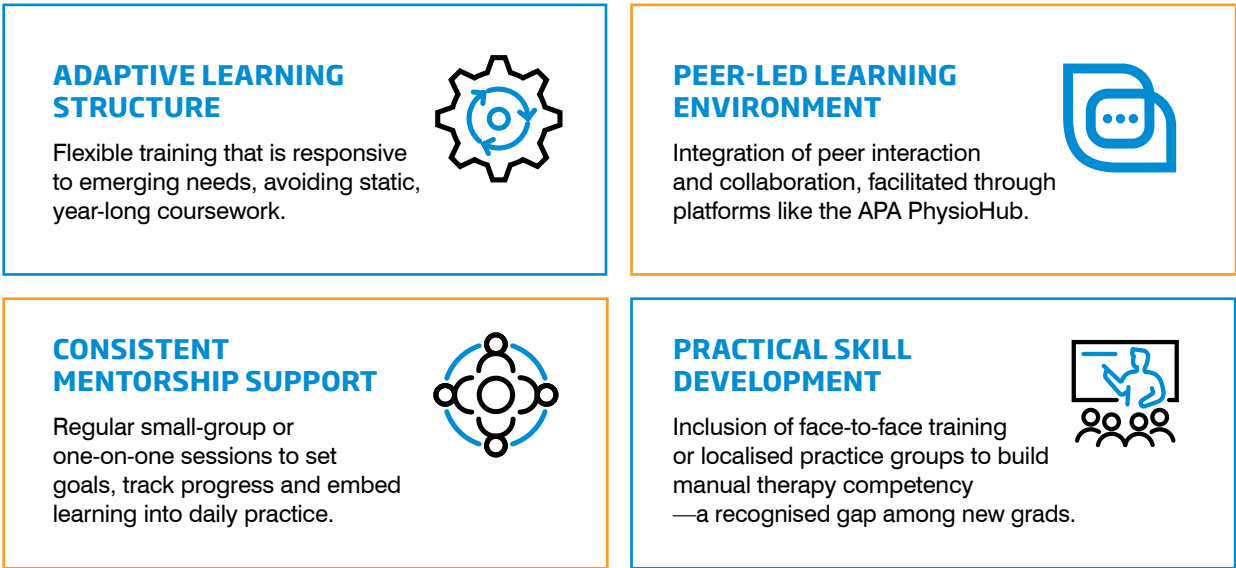 ADAPTIVE LEARNING
STRUCTURE
Flexible training that is responsive
to emerging needs, avoiding static,
year-long coursework.
PEER-LED LEARNING
ENVIRONMENT
Integration of peer interaction
and collaboration, facilitated through
platforms like the APA PhysioHub.
CONSISTENT
MENTORSHIP SUPPORT
Regular small-group or
one-on-one sessions to set
goals, track progress and embed
learning into daily practice.
PRACTICAL SKILL
DEVELOPMENT
Inclusion of face-to-face training
or localised practice groups to build
manual therapy competency
—a recognised gap among new grads.